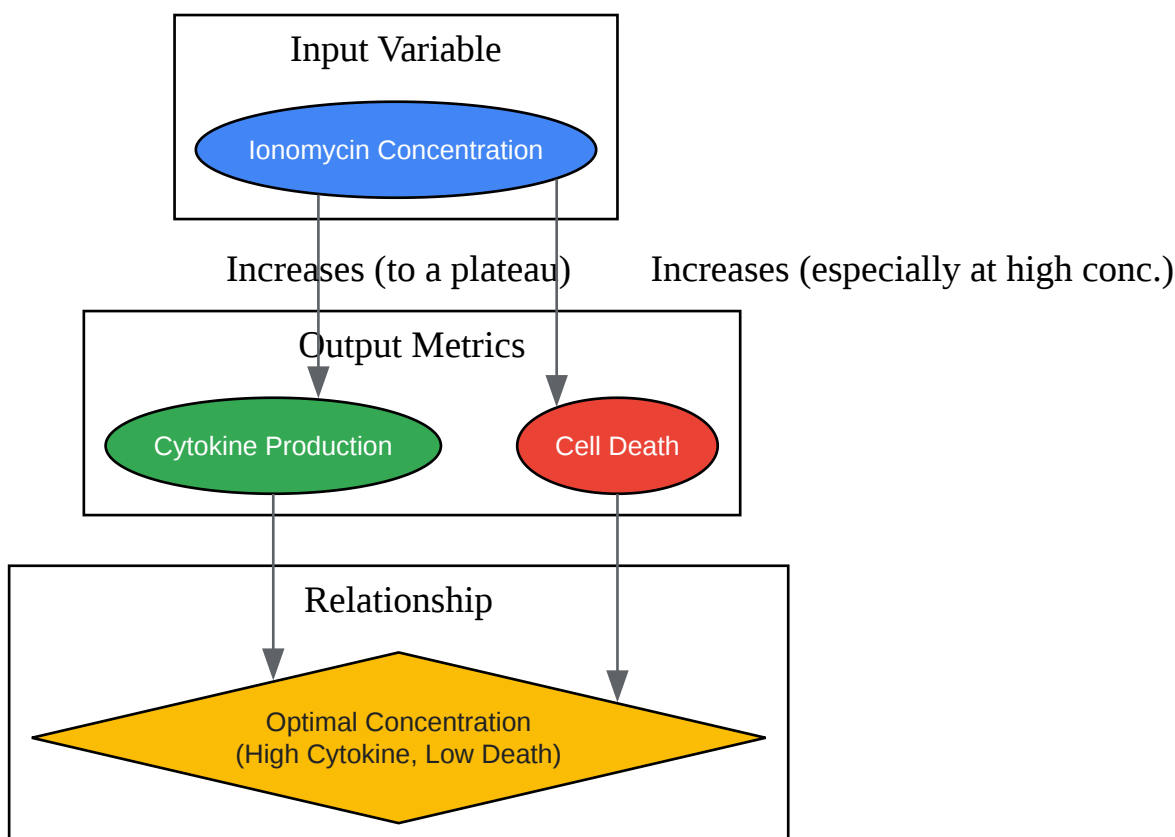 Input Variable
Ionomycin Concentration
Increases (to a plateau)
Increases (especially at high conc.)
Output Metrics
Cytokine Production
Cell Death
Relationship
Optimal Concentration
(High Cytokine, Low Death)